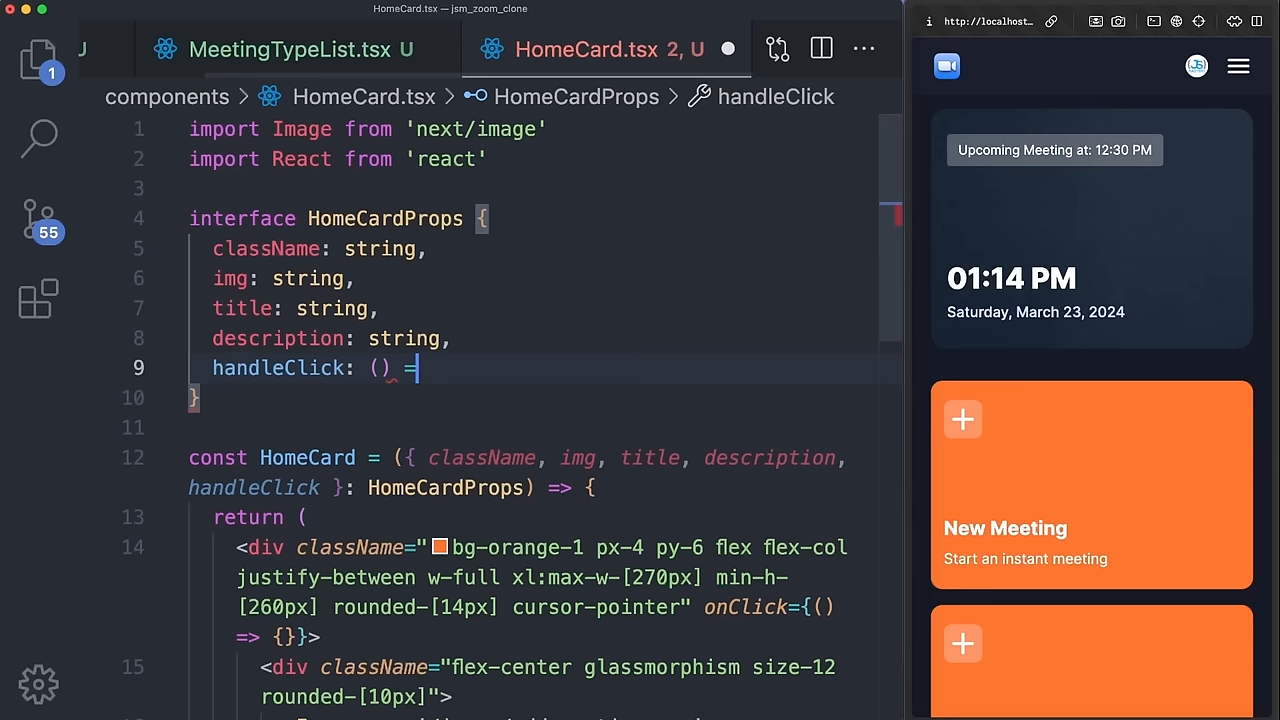 HomeCard.tsx — jsm_zoom_clone
U
MeetingTypeList.tsx U
HomeCard.tsx 2, U
components > HomeCard.tsx > HomeCardProps > handleClick
1
55
1 import Image from 'next/image'
2 import React from 'react'
3
4 interface HomeCardProps {
5 className: string,
6 img: string,
7 title: string,
8 description: string,
9 handleClick: () =
10 }
11
12 const HomeCard = ({ className, img, title, description,
handleClick }: HomeCardProps) => {
13 return (
14 <div className="bg-orange-1 px-4 py-6 flex flex-col
justify-between w-full xl:max-w-[270px] min-h-
[260px] rounded-[14px] cursor-pointer" onClick={()
=> {}}>
15 <div className="flex-center glassmorphism size-12
rounded-[10px]">
http://localhost…
JS
Upcoming Meeting at: 12:30 PM
01:14 PM
Saturday, March 23, 2024
New Meeting
Start an instant meeting